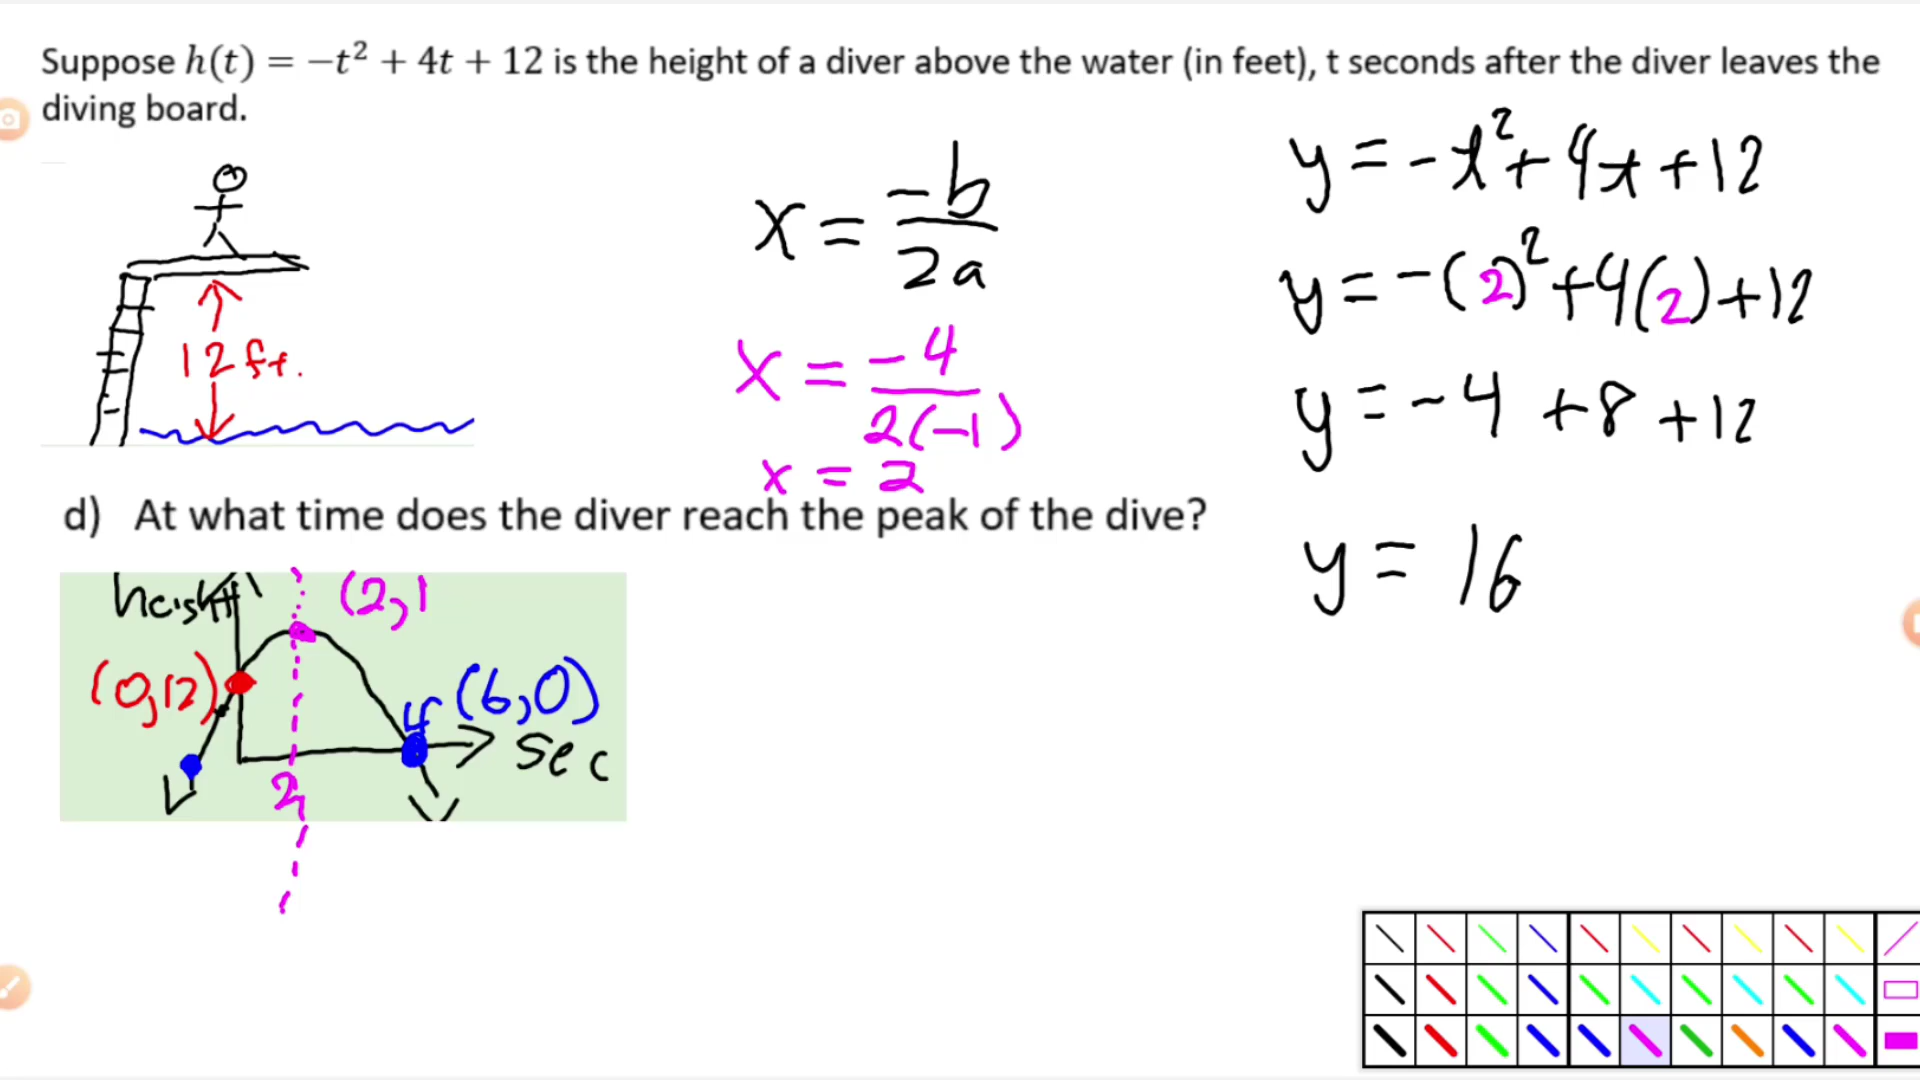 Suppose h(t) = −t² + 4t + 12 is the height of a diver above the water (in feet), t seconds after the diver leaves the
diving board.
12 ft.
x = -b/2a
x = -4/2(-1)
x = 2
y = -t² + 4t + 12
y = -(2)² + 4(2) + 12
y = -4 + 8 + 12
y = 16
d) At what time does the diver reach the peak of the dive?
height
(2,1
(0,12)
(6,0)
sec
2